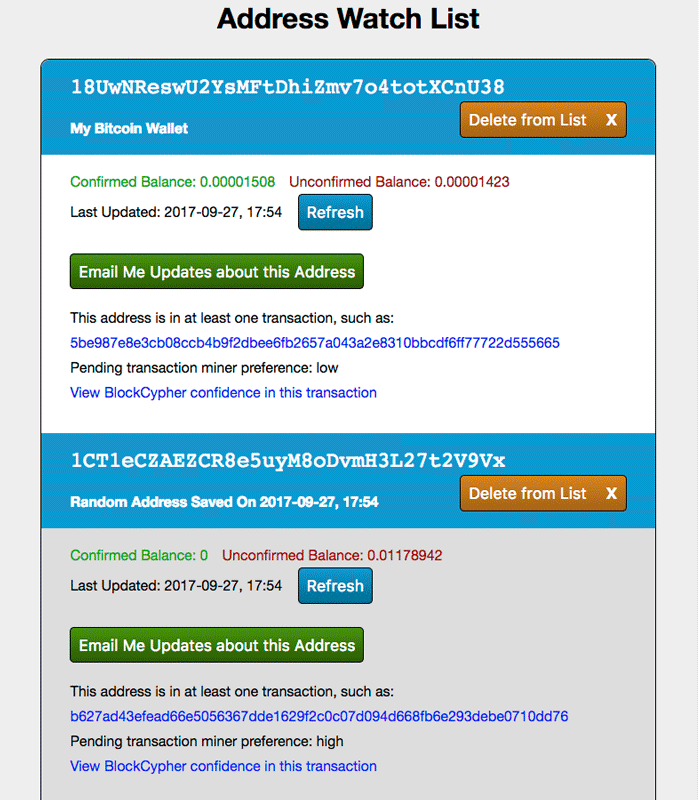 Address Watch List
18UwNReswU2YsMFtDhiZmv7o4totXCnU38
Delete from List X
My Bitcoin Wallet
Confirmed Balance: 0.00001508 Unconfirmed Balance: 0.00001423
Last Updated: 2017-09-27, 17:54 Refresh
Email Me Updates about this Address
This address is in at least one transaction, such as:
5be987e8e3cb08ccb4b9f2dbee6fb2657a043a2e8310bbcdf6ff77722d555665
Pending transaction miner preference: low
View BlockCypher confidence in this transaction
1CT1eCZAEZCR8e5uyM8oDvmH3L27t2V9Vx
Delete from List X
Random Address Saved On 2017-09-27, 17:54
Confirmed Balance: 0 Unconfirmed Balance: 0.01178942
Last Updated: 2017-09-27, 17:54 Refresh
Email Me Updates about this Address
This address is in at least one transaction, such as:
b627ad43efead66e5056367dde1629f2c0c07d094d668fb6e293debe0710dd76
Pending transaction miner preference: high
View BlockCypher confidence in this transaction